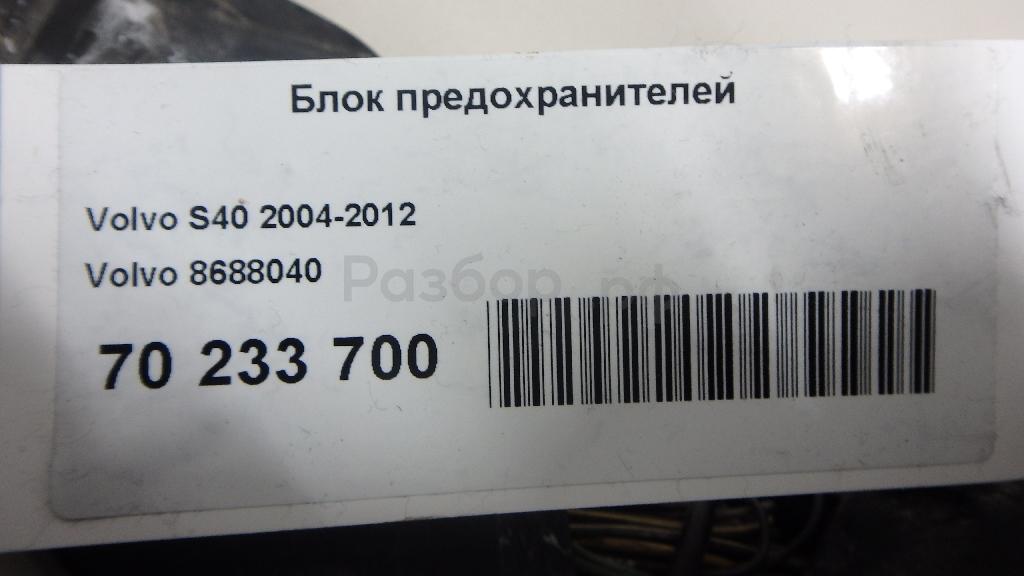 Блок предохранителей
Volvo S40 2004-2012
Volvo 8688040
Разбор.рф
70 233 700